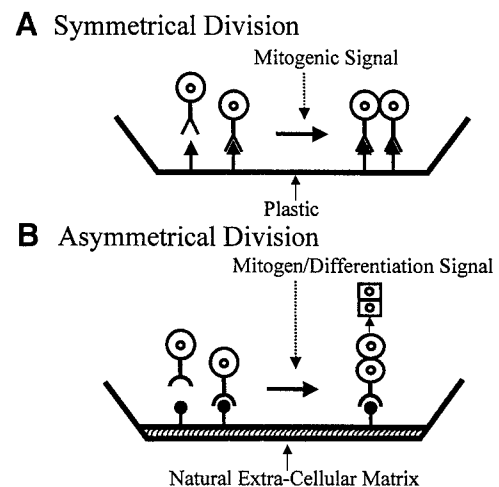 A Symmetrical Division
Mitogenic Signal
Plastic
B Asymmetrical Division
Mitogen/Differentiation Signal
Natural Extra-Cellular Matrix